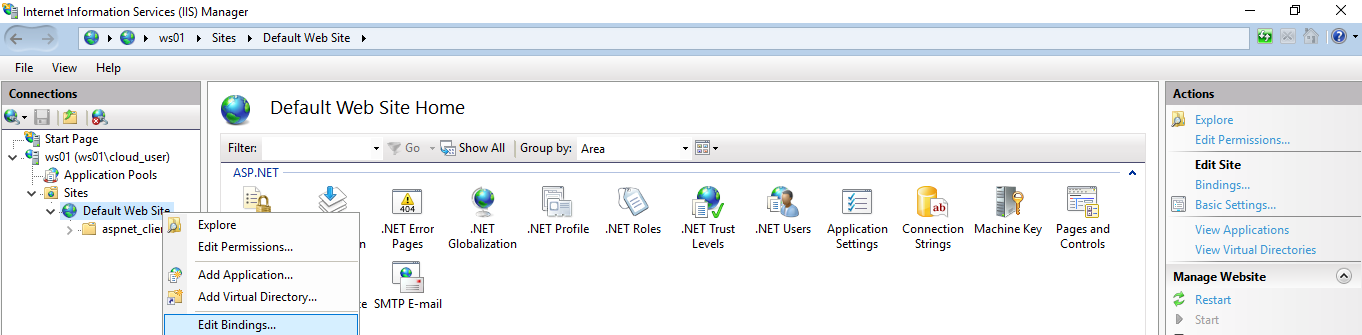 Internet Information Services (IIS) Manager
ws01 Sites Default Web Site
File View Help
Connections
Start Page
ws01 (ws01\cloud_user)
Application Pools
Sites
Default Web Site
aspnet_clie
Explore
Edit Permissions...
Add Application...
Add Virtual Directory...
Edit Bindings...
Default Web Site Home
Filter: Go Show All Group by: Area
ASP.NET
404
.NET Error Pages
.NET Globalization
.NET Profile
.NET Roles
.NET Trust Levels
.NET Users
Application Settings
ab
Connection Strings
Machine Key
Pages and Controls
SMTP E-mail
Actions
Explore
Edit Permissions...
Edit Site
Bindings...
Basic Settings...
View Applications
View Virtual Directories
Manage Website
Restart
Start